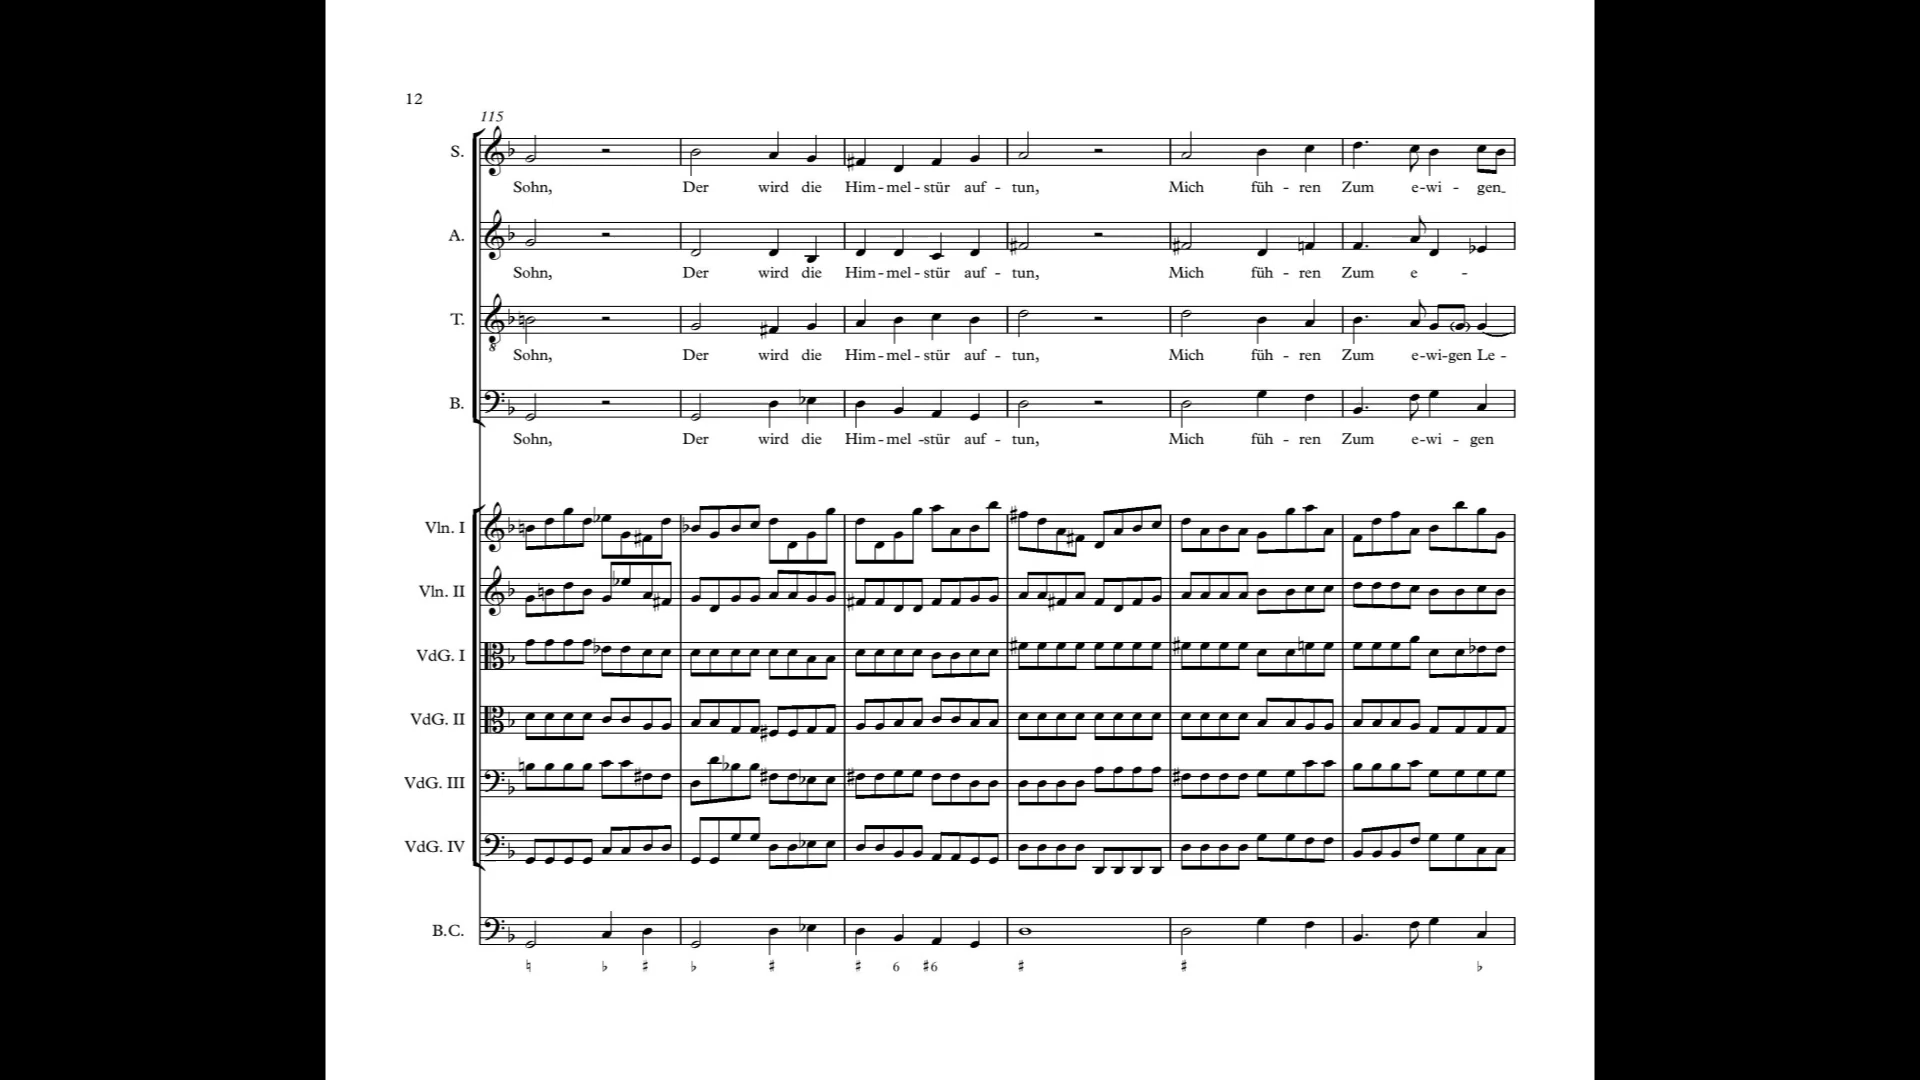 12
115
S.
Sohn, Der wird die Him-mel-stür auf-tun, Mich füh-ren Zum e-wi-gen
A.
Sohn, Der wird die Him-mel-stür auf-tun, Mich füh-ren Zum e-
T.
8
Sohn, Der wird die Him-mel-stür auf-tun, Mich füh-ren Zum e-wi-gen Le-
B.
Sohn, Der wird die Him-mel-stür auf-tun, Mich füh-ren Zum e-wi-gen
Vln. I
Vln. II
VdG. I
VdG. II
VdG. III
VdG. IV
B.C.
♮ ♭ ♯ ♭ ♯ ♯ 6 ♯6 ♯ ♯ ♭